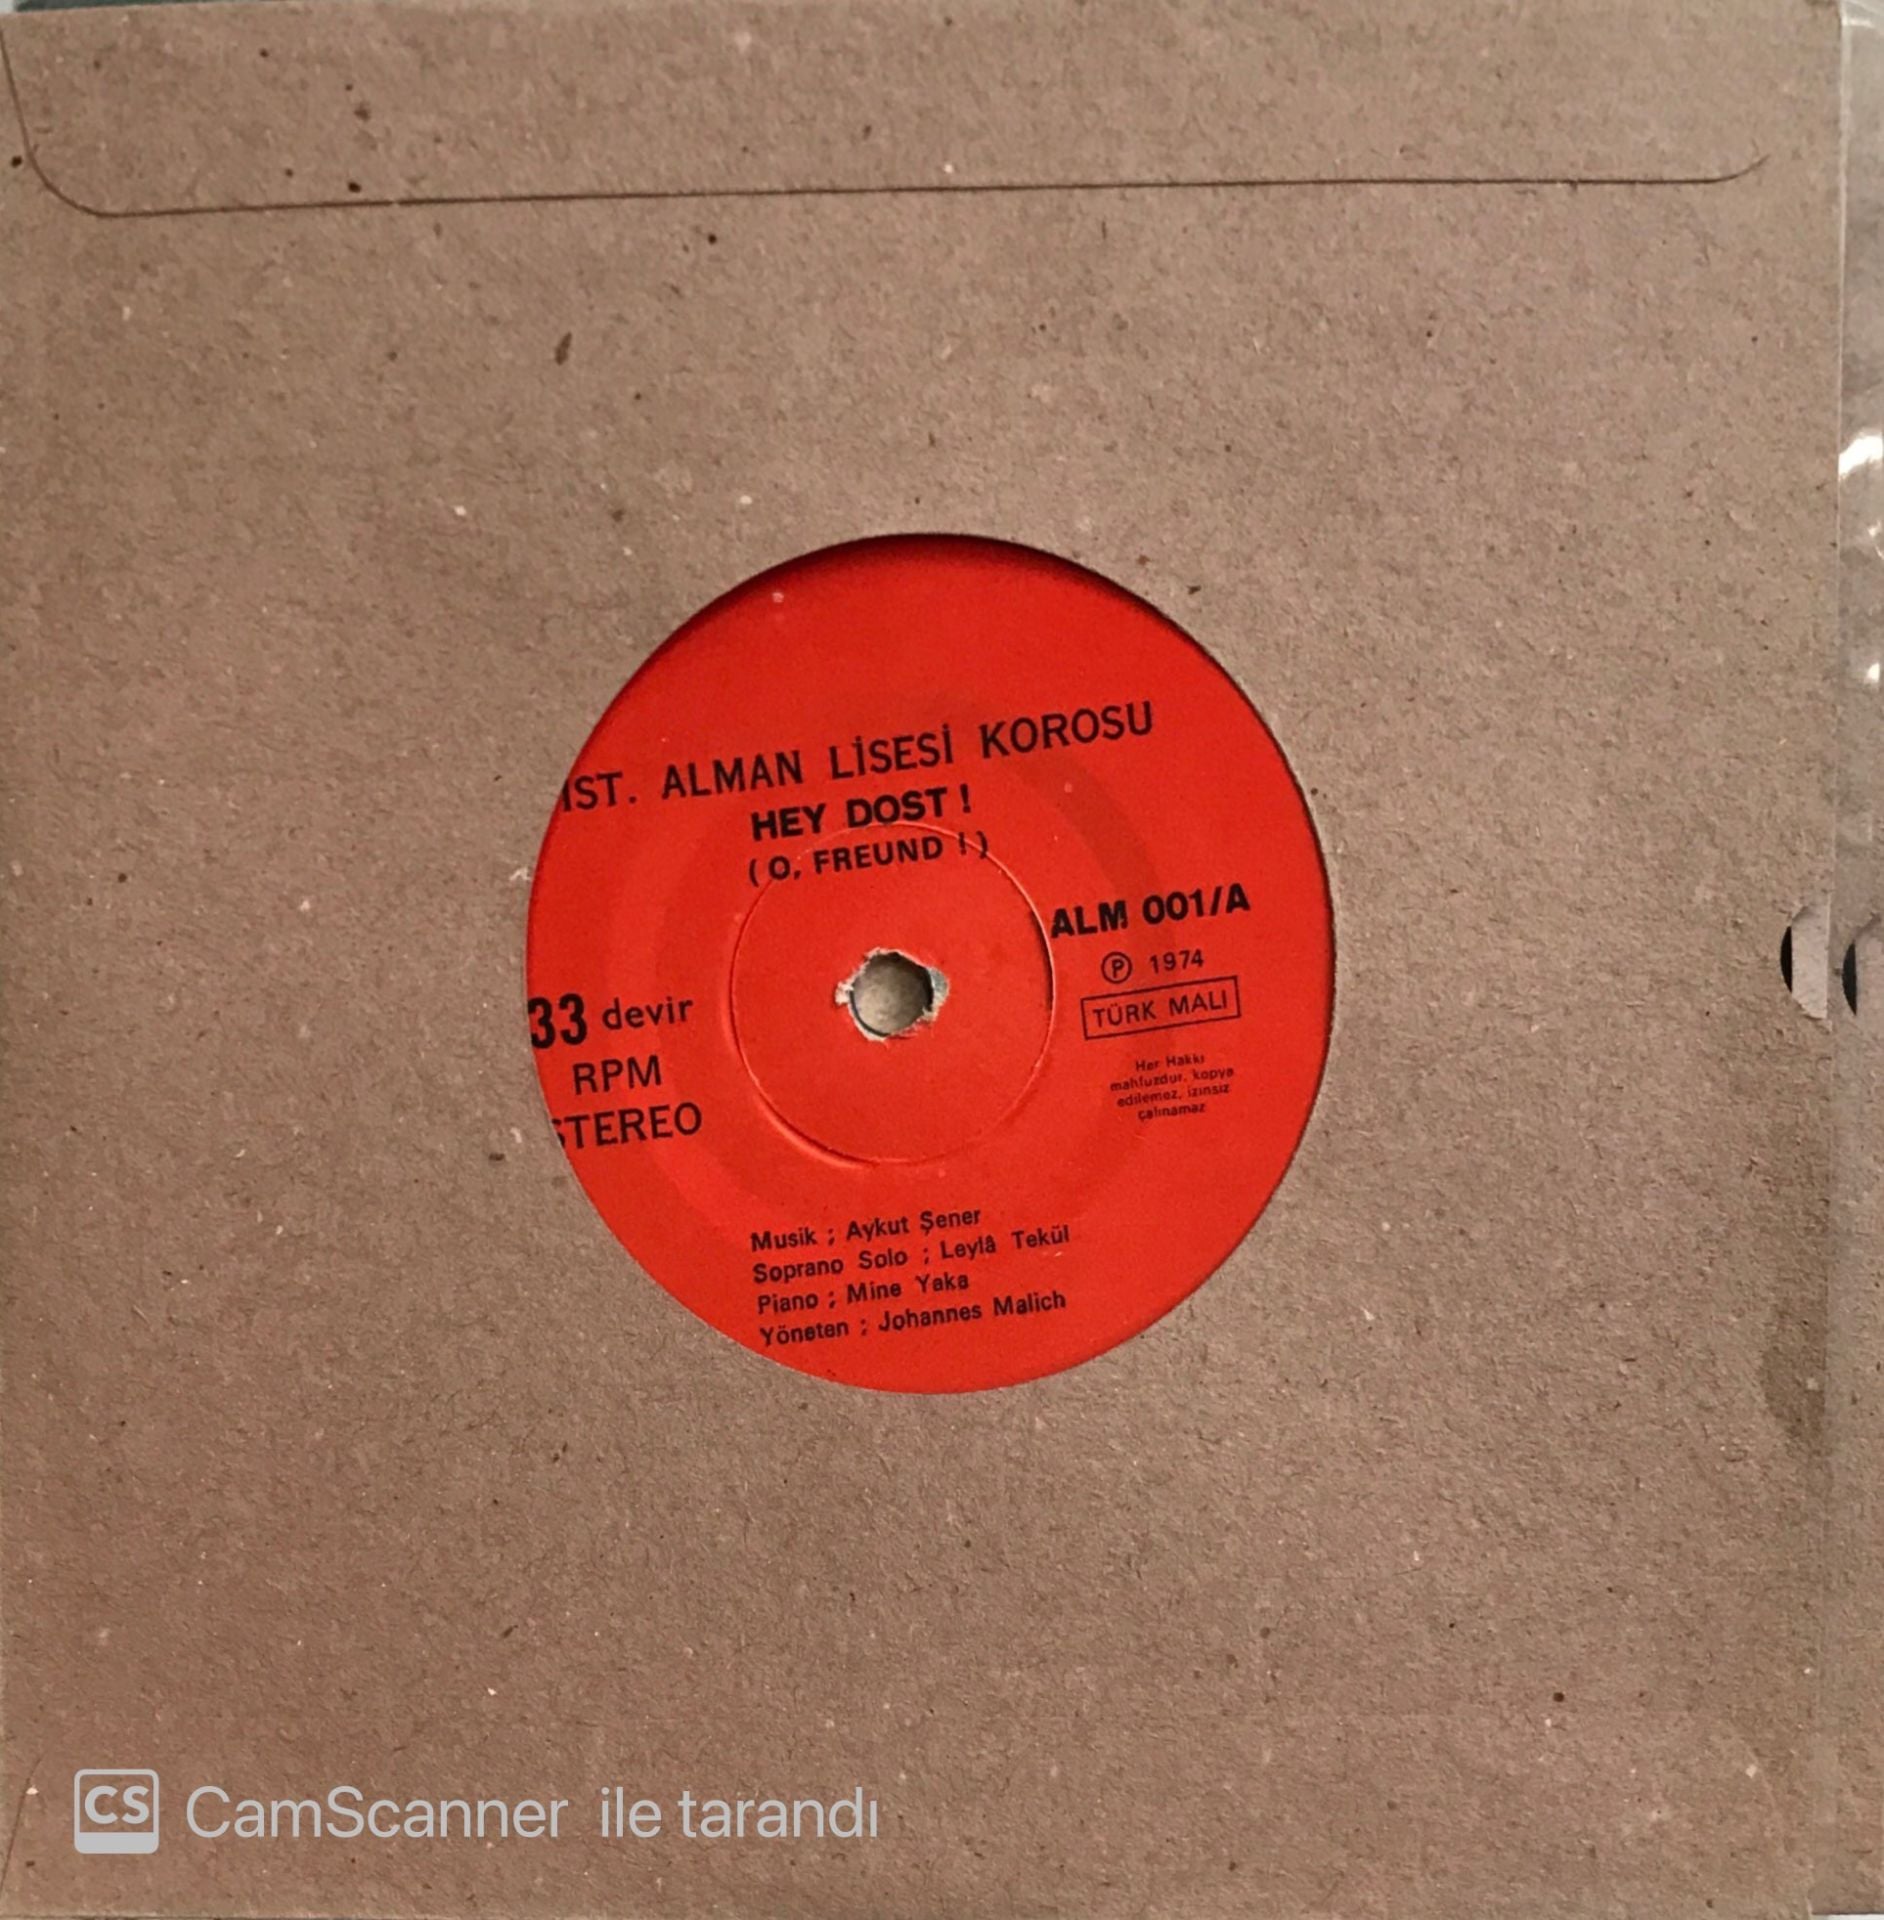 IST. ALMAN LİSESİ KOROSU
HEY DOST !
( O, FREUND ! )
ALM 001/A
Ⓟ 1974
TÜRK MALI
Her Hakkı
mahfuzdur, kopya
edilemez, izinsiz
çalınamaz
33 devir
RPM
STEREO
Musik ; Aykut Şener
Soprano Solo ; Leylâ Tekül
Piano ; Mine Yaka
Yöneten ; Johannes Malich
CS CamScanner ile tarandı